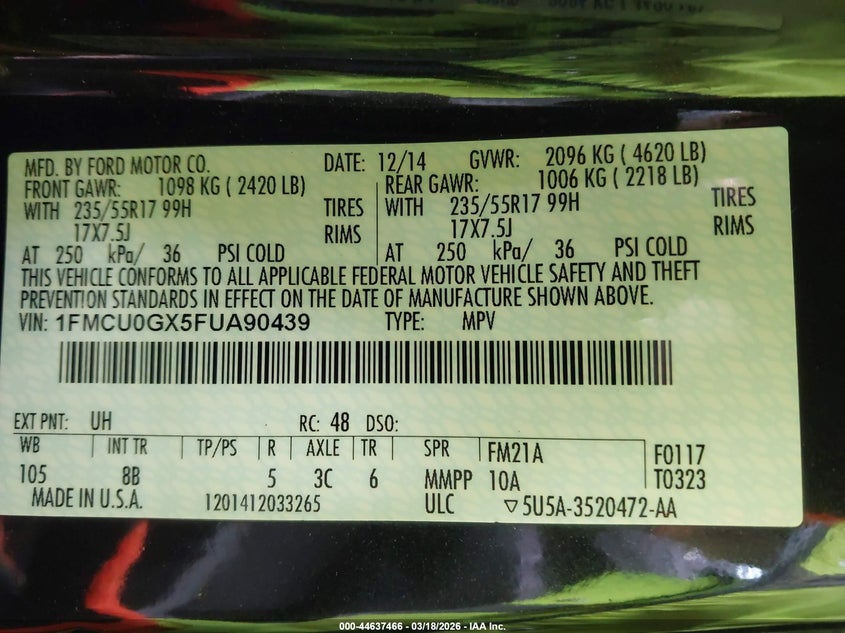 MFD. BY FORD MOTOR CO. DATE: 12/14 GVWR: 2096 KG ( 4620 LB)
FRONT GAWR: 1098 KG ( 2420 LB) REAR GAWR: 1006 KG ( 2218 LB)
WITH 235/55R17 99H TIRES WITH 235/55R17 99H TIRES
17X7.5J RIMS 17X7.5J RIMS
AT 250 kPa/ 36 PSI COLD AT 250 kPa/ 36 PSI COLD
THIS VEHICLE CONFORMS TO ALL APPLICABLE FEDERAL MOTOR VEHICLE SAFETY AND THEFT
PREVENTION STANDARDS IN EFFECT ON THE DATE OF MANUFACTURE SHOWN ABOVE.
VIN: 1FMCU0GX5FUA90439 TYPE: MPV
EXT PNT: UH RC: 48 DSO:
WB INT TR TP/PS R AXLE TR SPR FM21A F0117
105 8B 5 3C 6 MMPP 10A T0323
MADE IN U.S.A. 1201412033265 ULC ▽5U5A-3520472-AA
000-44637466 - 03/18/2026 - IAA Inc.